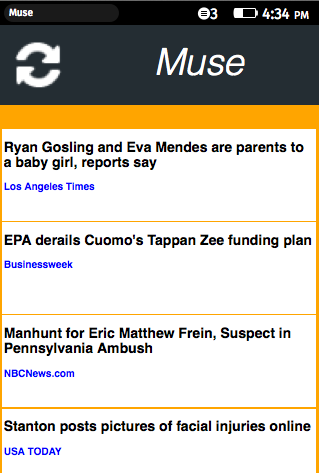 Muse
3
4:34 PM
Muse
Ryan Gosling and Eva Mendes are parents to
a baby girl, reports say
Los Angeles Times
EPA derails Cuomo's Tappan Zee funding plan
Businessweek
Manhunt for Eric Matthew Frein, Suspect in
Pennsylvania Ambush
NBCNews.com
Stanton posts pictures of facial injuries online
USA TODAY